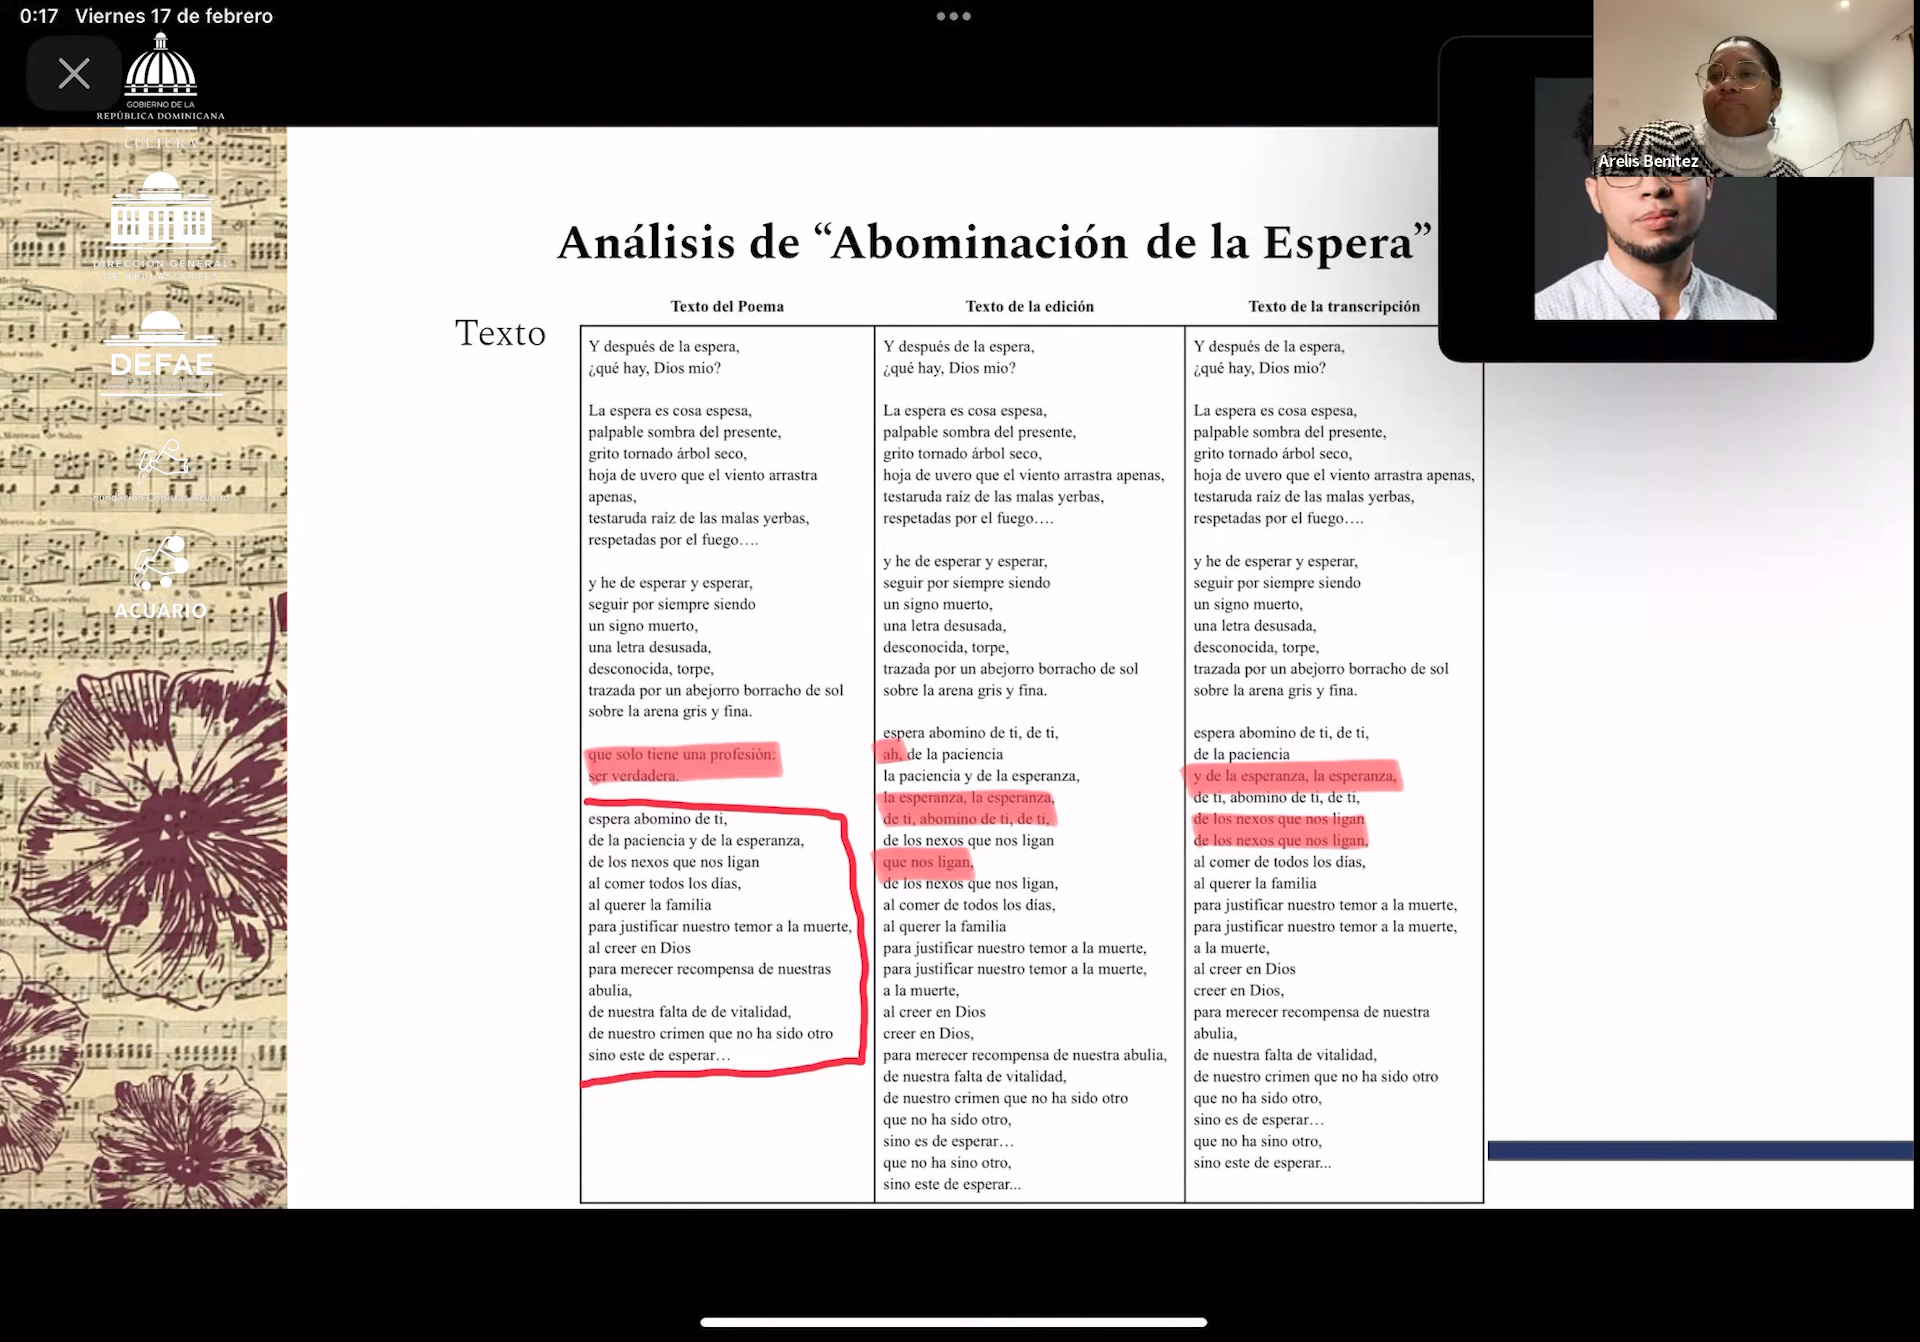 0:17 Viernes 17 de febrero
GOBIERNO DE LA
REPÚBLICA DOMINICANA
CULTURA
DIRECCIÓN GENERAL
DE BELLAS ARTES
DEFAE
Fundación Copistas Acuario
ACUARIO
Arelis Benitez
Análisis de “Abominación de la Espera”
Texto
Texto del Poema
Y después de la espera,
¿qué hay, Dios mio?
La espera es cosa espesa,
palpable sombra del presente,
grito tornado árbol seco,
hoja de uvero que el viento arrastra
apenas,
testaruda raíz de las malas yerbas,
respetadas por el fuego….
y he de esperar y esperar,
seguir por siempre siendo
un signo muerto,
una letra desusada,
desconocida, torpe,
trazada por un abejorro borracho de sol
sobre la arena gris y fina.
que solo tiene una profesión:
ser verdadera.
espera abomino de ti,
de la paciencia y de la esperanza,
de los nexos que nos ligan
al comer todos los días,
al querer la familia
para justificar nuestro temor a la muerte,
al creer en Dios
para merecer recompensa de nuestras
abulia,
de nuestra falta de de vitalidad,
de nuestro crimen que no ha sido otro
sino este de esperar…
Texto de la edición
Y después de la espera,
¿qué hay, Dios mio?
La espera es cosa espesa,
palpable sombra del presente,
grito tornado árbol seco,
hoja de uvero que el viento arrastra apenas,
testaruda raíz de las malas yerbas,
respetadas por el fuego….
y he de esperar y esperar,
seguir por siempre siendo
un signo muerto,
una letra desusada,
desconocida, torpe,
trazada por un abejorro borracho de sol
sobre la arena gris y fina.
espera abomino de ti, de ti,
ah, de la paciencia
la paciencia y de la esperanza,
la esperanza, la esperanza,
de ti, abomino de ti, de ti,
de los nexos que nos ligan
que nos ligan,
de los nexos que nos ligan,
al comer de todos los días,
al querer la familia
para justificar nuestro temor a la muerte,
para justificar nuestro temor a la muerte,
a la muerte,
al creer en Dios
creer en Dios,
para merecer recompensa de nuestra abulia,
de nuestra falta de vitalidad,
de nuestro crimen que no ha sido otro
que no ha sido otro,
sino es de esperar…
que no ha sino otro,
sino este de esperar...
Texto de la transcripción
Y después de la espera,
¿qué hay, Dios mio?
La espera es cosa espesa,
palpable sombra del presente,
grito tornado árbol seco,
hoja de uvero que el viento arrastra apenas,
testaruda raíz de las malas yerbas,
respetadas por el fuego….
y he de esperar y esperar,
seguir por siempre siendo
un signo muerto,
una letra desusada,
desconocida, torpe,
trazada por un abejorro borracho de sol
sobre la arena gris y fina.
espera abomino de ti, de ti,
de la paciencia
y de la esperanza, la esperanza,
de ti, abomino de ti, de ti,
de los nexos que nos ligan
de los nexos que nos ligan,
al comer de todos los días,
al querer la familia
para justificar nuestro temor a la muerte,
para justificar nuestro temor a la muerte,
a la muerte,
al creer en Dios
creer en Dios,
para merecer recompensa de nuestra
abulia,
de nuestra falta de vitalidad,
de nuestro crimen que no ha sido otro
que no ha sido otro,
sino es de esperar…
que no ha sino otro,
sino este de esperar...